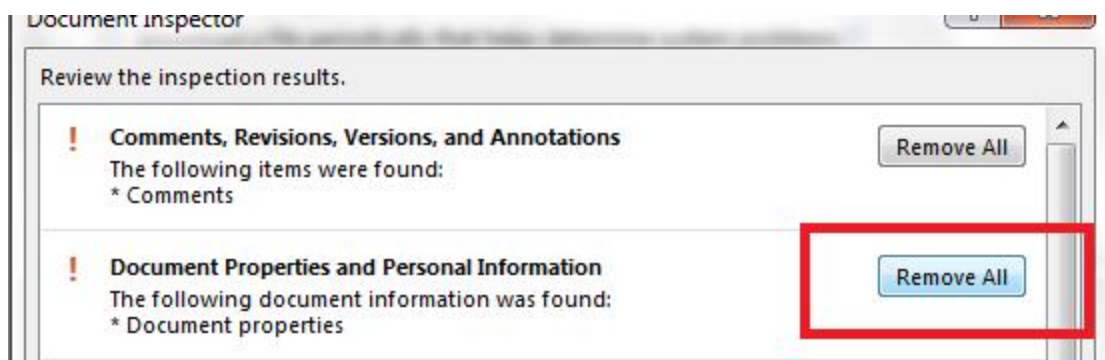 Document Inspector
Review the inspection results.
! Comments, Revisions, Versions, and Annotations
Remove All
The following items were found:
* Comments
! Document Properties and Personal Information
Remove All
The following document information was found:
* Document properties